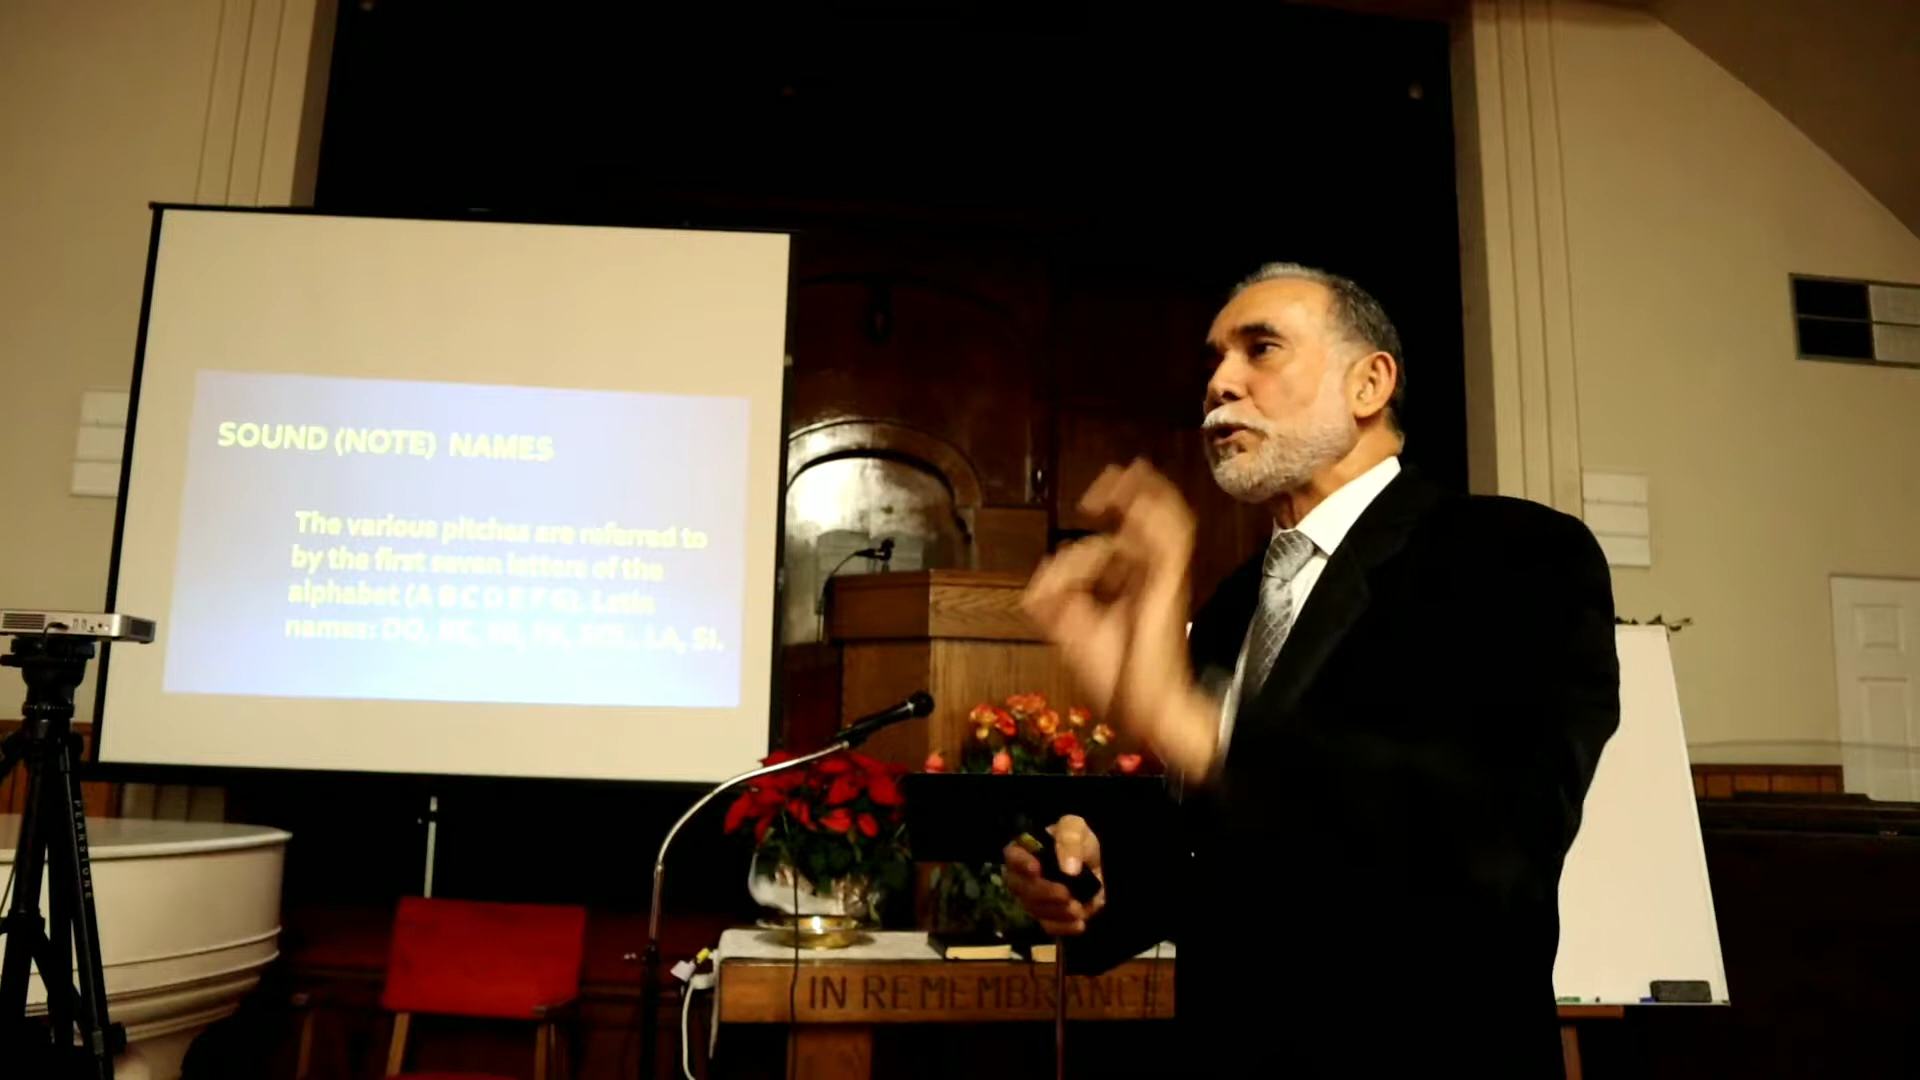 SOUND (NOTE) NAMES
The various pitches are referred to
by the first seven letters of the
alphabet (A B C D E F G). Latin
names: DO, RE, MI, FA, SOL, LA, SI.
PEARSTONE
IN REMEMBRANCE